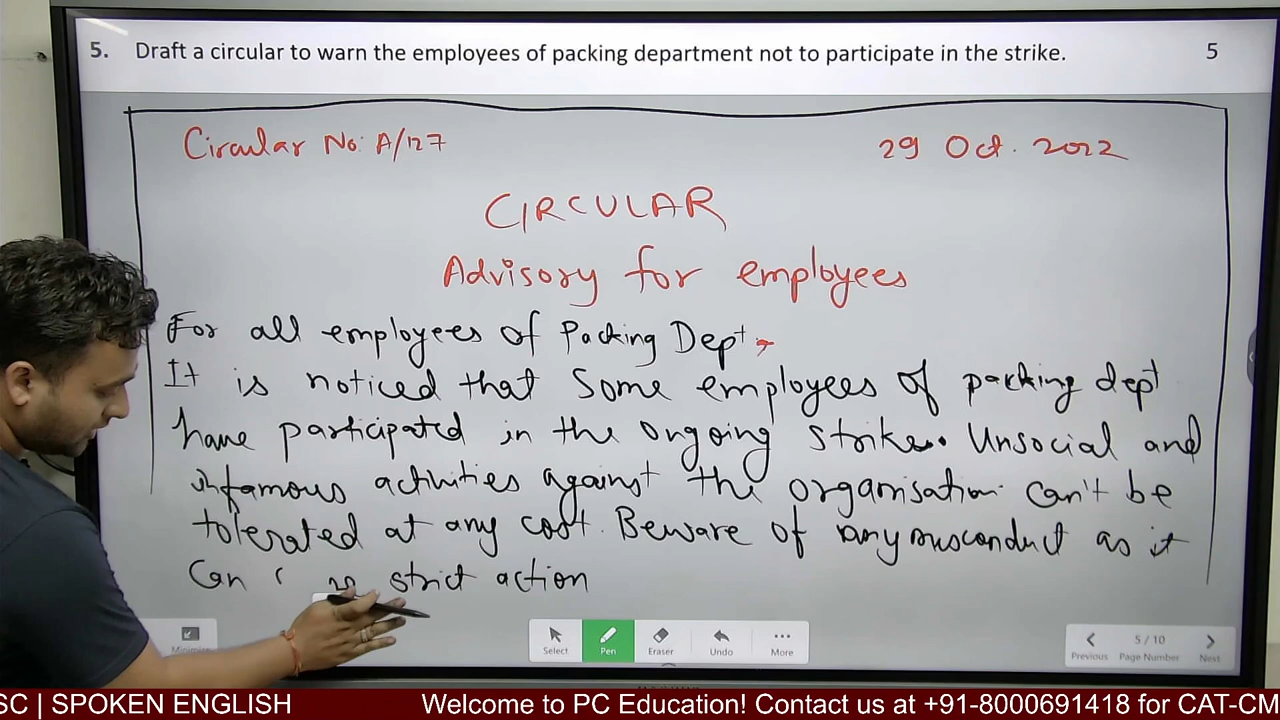 5. Draft a circular to warn the employees of packing department not to participate in the strike. 5
Circular No: A/127 29 Oct. 2022
CIRCULAR
Advisory for employees
For all employees of Packing Dept,
It is noticed that Some employees of packing dept
have participated in the ongoing strike. Unsocial and
infamous activities against the organisation can't be
tolerated at any cost. Beware of any misconduct as it
Can strict action
Select Pen Eraser Undo More
5 / 10
Previous Page Number Next
SC | SPOKEN ENGLISH Welcome to PC Education! Contact us at +91-8000691418 for CAT-CM